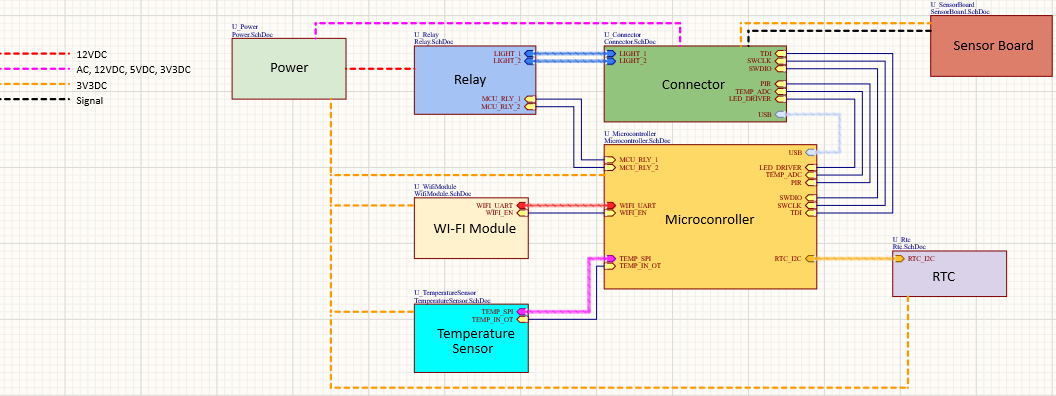 12VDC
AC, 12VDC, 5VDC, 3V3DC
3V3DC
Signal
U_Power
Power.SchDoc
Power
U_Relay
Relay.SchDoc
LIGHT_1
LIGHT_2
Relay
MCU_RLY_1
MCU_RLY_2
U_Connector
Connector.SchDoc
LIGHT_1
LIGHT_2
Connector
TDI
SWCLK
SWDIO
PIR
TEMP_ADC
LED_DRIVER
USB
U_SensorBoard
SensorBoard.SchDoc
Sensor Board
U_Microcontroller
Microcontroller.SchDoc
MCU_RLY_1
MCU_RLY_2
WIFI_UART
WIFI_EN
Microconroller
TEMP_SPI
TEMP_IN_OT
USB
LED_DRIVER
TEMP_ADC
PIR
SWDIO
SWCLK
TDI
RTC_I2C
U_WifiModule
WifiModule.SchDoc
WIFI_UART
WIFI_EN
WI-FI Module
U_Rtc
Rtc.SchDoc
RTC_I2C
RTC
U_TemperatureSensor
TemperatureSensor.SchDoc
TEMP_SPI
TEMP_IN_OT
Temperature
Sensor